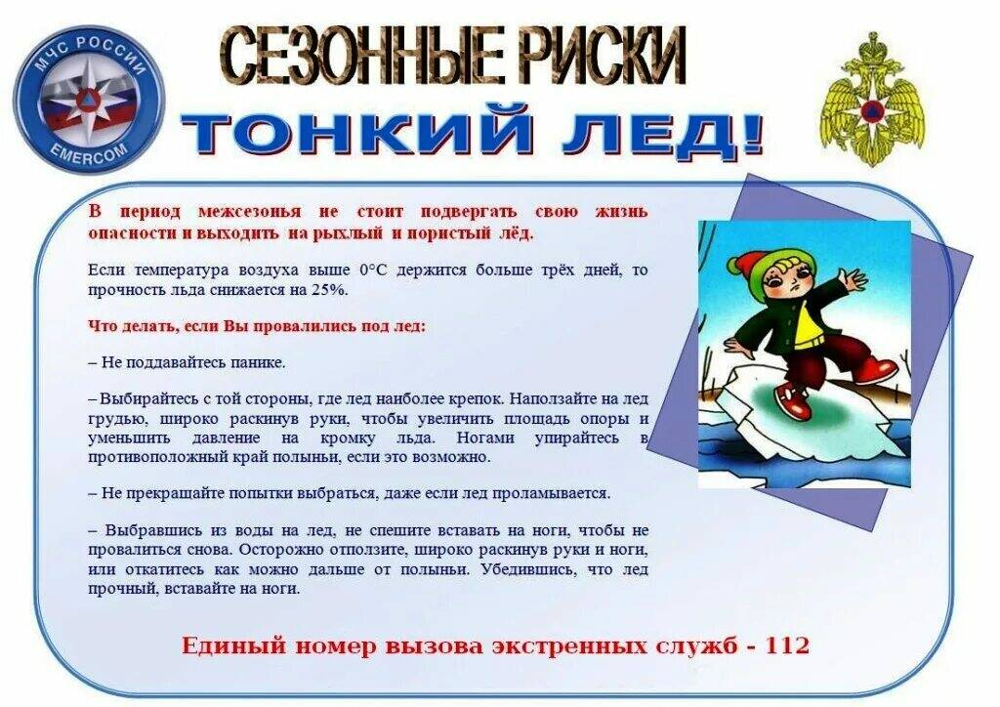 МЧС РОССИИ
EMERCOM
СЕЗОННЫЕ РИСКИ
ТОНКИЙ ЛЕД!
В период межсезонья не стоит подвергать свою жизнь
опасности и выходить на рыхлый и пористый лёд.
Если температура воздуха выше 0°С держится больше трёх дней, то
прочность льда снижается на 25%.
Что делать, если Вы провалились под лед:
– Не поддавайтесь панике.
– Выбирайтесь с той стороны, где лед наиболее крепок. Наползайте на лед
грудью, широко раскинув руки, чтобы увеличить площадь опоры и
уменьшить давление на кромку льда. Ногами упирайтесь в
противоположный край полыньи, если это возможно.
– Не прекращайте попытки выбраться, даже если лед проламывается.
– Выбравшись из воды на лед, не спешите вставать на ноги, чтобы не
провалиться снова. Осторожно отползите, широко раскинув руки и ноги,
или откатитесь как можно дальше от полыньи. Убедившись, что лед
прочный, вставайте на ноги.
Единый номер вызова экстренных служб - 112